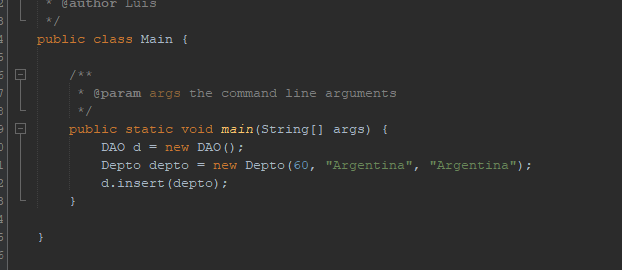 * @author Luis
*/
public class Main {
/**
* @param args the command line arguments
*/
public static void main(String[] args) {
DAO d = new DAO();
Depto depto = new Depto(60, "Argentina", "Argentina");
d.insert(depto);
}
}